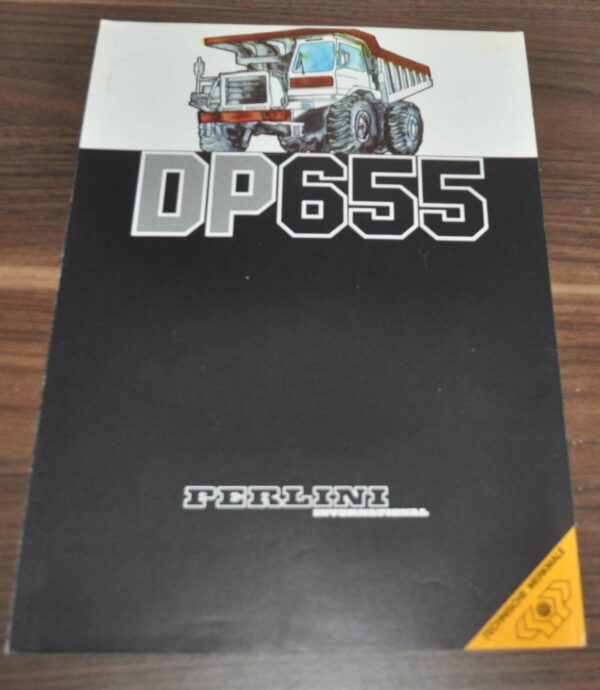 DP655
PERLINI
INTERNATIONAL
TECHNISCHE MERKMALE